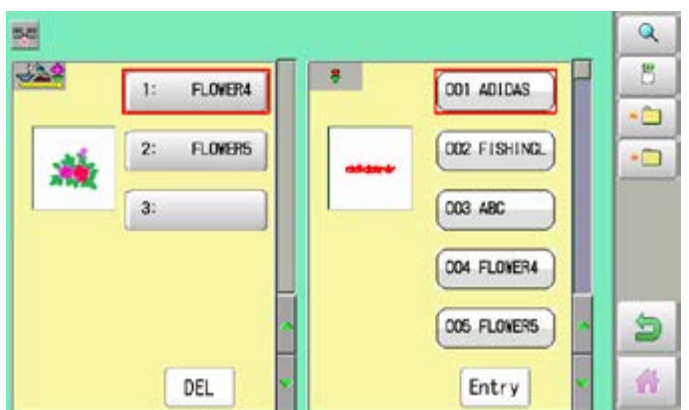 1: FLOWER4
2: FLOWER5
3:
DEL
001 ADIDAS
002 FISHINGL
003 ABC
004 FLOWER4
005 FLOWER5
Entry